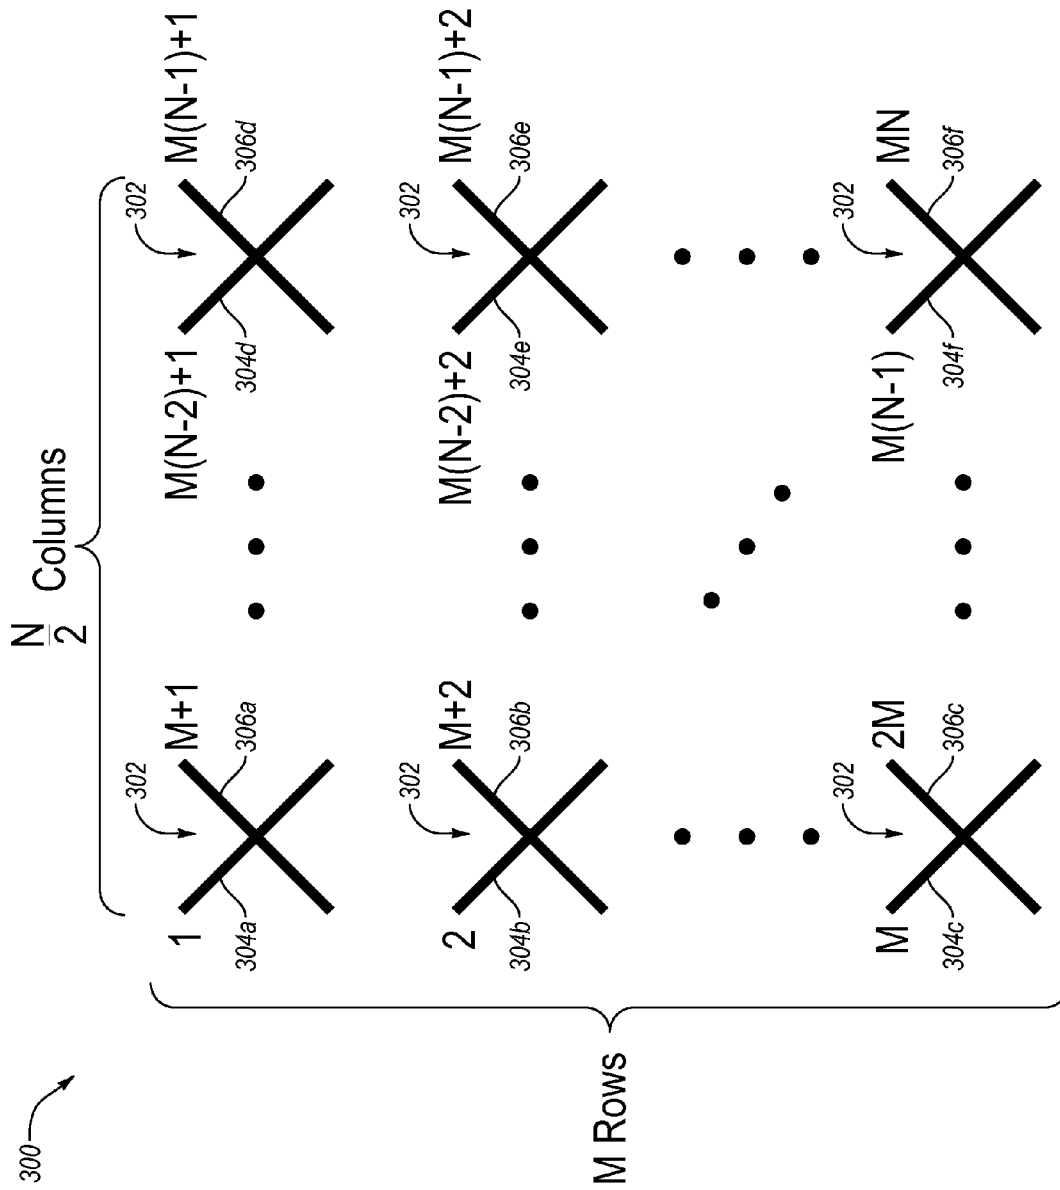 300
N
2 Columns
302 302
1 M+1 M(N-2)+1 M(N-1)+1
304a 306a 304d 306d
302 302
2 M+2 M(N-2)+2 M(N-1)+2
304b 306b 304e 306e
M Rows
302 302
M 2M M(N-1) MN
304c 306c 304f 306f